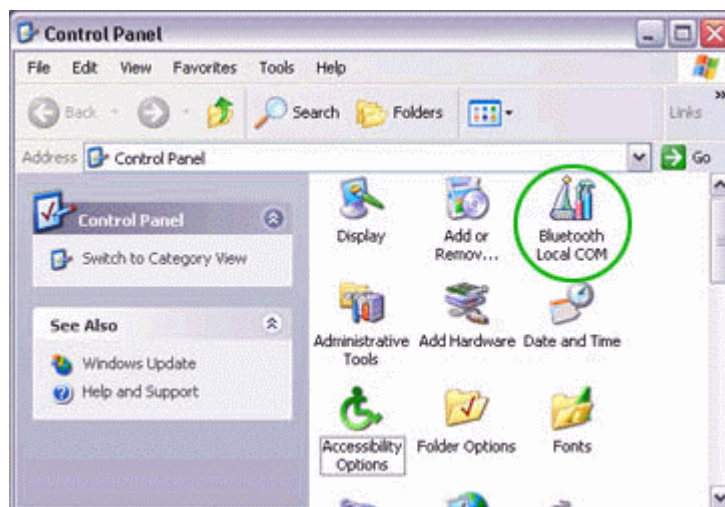 Control Panel
File Edit View Favorites Tools Help
Back Search Folders Links
Address Control Panel Go
Control Panel
Switch to Category View
See Also
Windows Update
Help and Support
Display Add or Bluetooth
Remov... Local COM
Administrative Add Hardware Date and Time
Tools
Accessibility Folder Options Fonts
Options